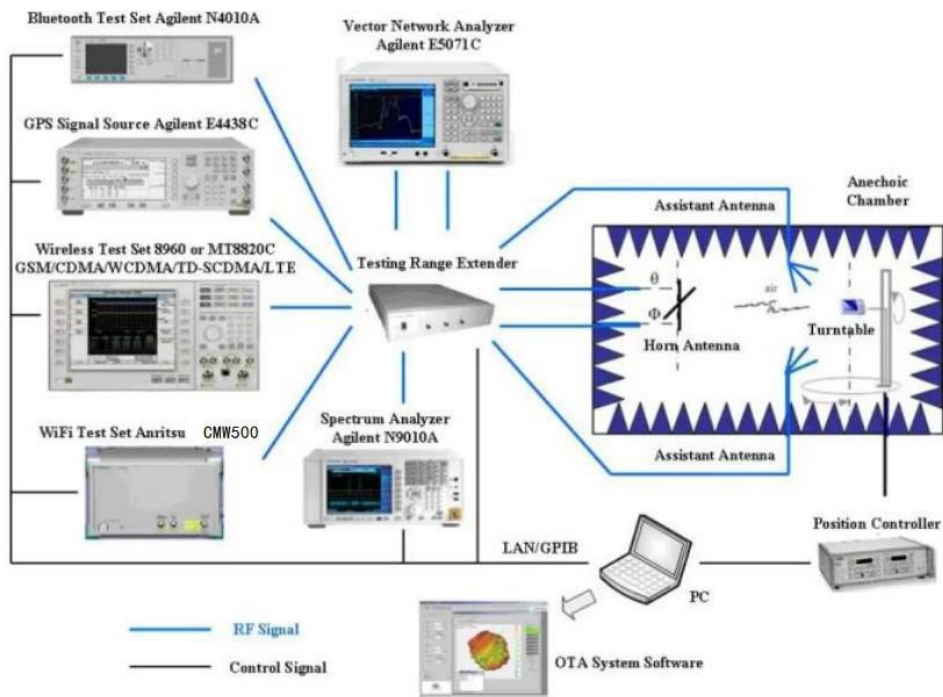 Bluetooth Test Set Agilent N4010A
Vector Network Analyzer
Agilent E5071C
GPS Signal Source Agilent E4438C
Anechoic
Chamber
Assistant Antenna
Wireless Test Set 8960 or MT8820C
GSM/CDMA/WCDMA/TD-SCDMA/LTE
Testing Range Extender
θ
air
Φ
Turntable
Horn Antenna
WiFi Test Set Anritsu CMW500
Spectrum Analyzer
Agilent N9010A
Assistant Antenna
Position Controller
LAN/GPIB
PC
RF Signal
Control Signal
OTA System Software